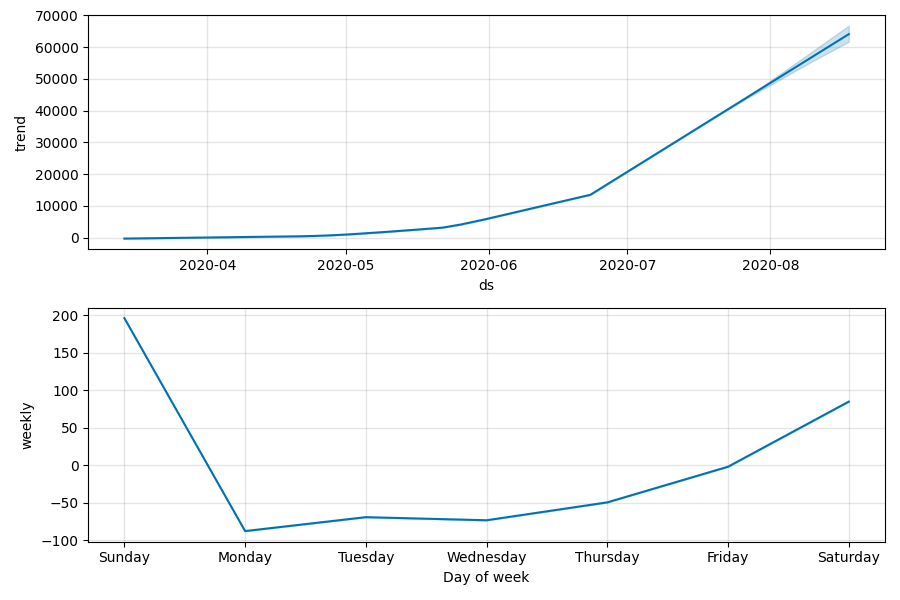 70000
60000
50000
40000
30000
20000
10000
0
trend
2020-04 2020-05 2020-06 2020-07 2020-08
ds
200
150
100
50
0
−50
−100
weekly
Sunday Monday Tuesday Wednesday Thursday Friday Saturday
Day of week